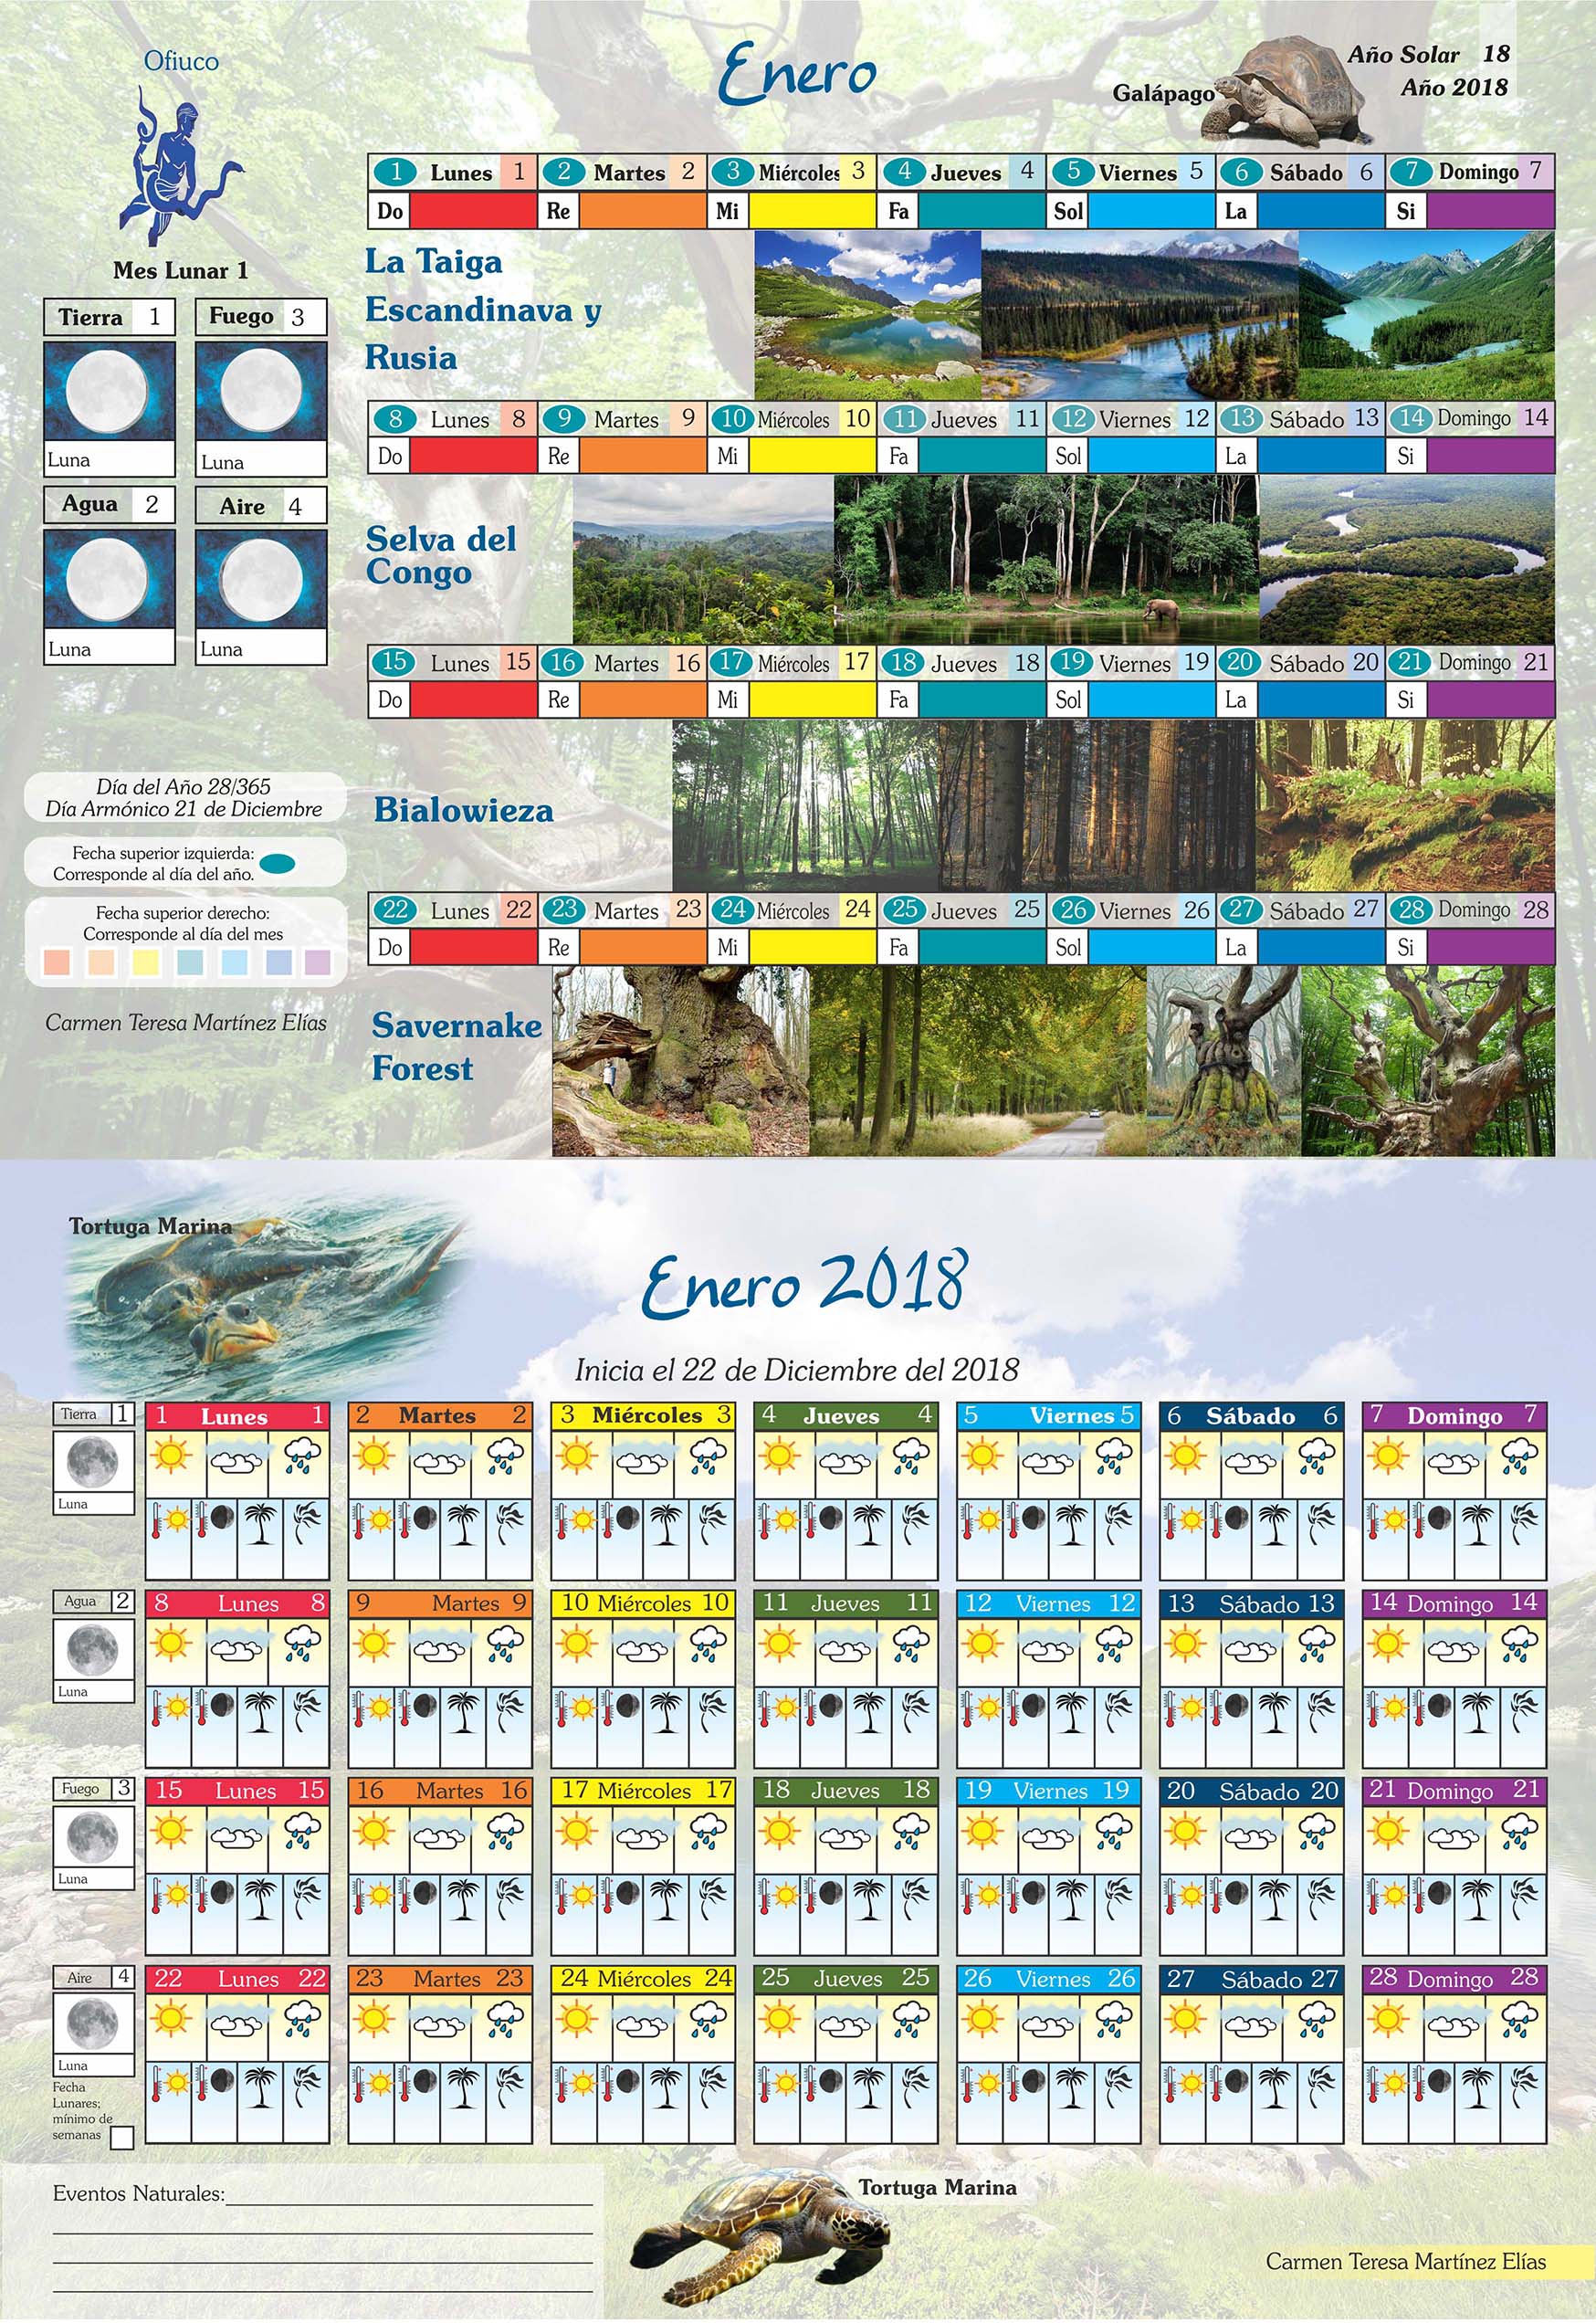 Ofiuco
Enero
Galápago
Año Solar 18
Año 2018
Mes Lunar 1
Tierra 1
Fuego 3
Luna
Luna
Agua 2
Aire 4
Luna
Luna
1 Lunes 1 2 Martes 2 3 Miércoles 3 4 Jueves 4 5 Viernes 5 6 Sábado 6 7 Domingo 7
Do Re Mi Fa Sol La Si
La Taiga
Escandinava y
Rusia
8 Lunes 8 9 Martes 9 10 Miércoles 10 11 Jueves 11 12 Viernes 12 13 Sábado 13 14 Domingo 14
Do Re Mi Fa Sol La Si
Selva del
Congo
15 Lunes 15 16 Martes 16 17 Miércoles 17 18 Jueves 18 19 Viernes 19 20 Sábado 20 21 Domingo 21
Do Re Mi Fa Sol La Si
Bialowieza
22 Lunes 22 23 Martes 23 24 Miércoles 24 25 Jueves 25 26 Viernes 26 27 Sábado 27 28 Domingo 28
Do Re Mi Fa Sol La Si
Savernake
Forest
Día del Año 28/365
Día Armónico 21 de Diciembre
Fecha superior izquierda:
Corresponde al día del año.
Fecha superior derecho:
Corresponde al día del mes
Carmen Teresa Martínez Elías
Tortuga Marina
Enero 2018
Inicia el 22 de Diciembre del 2018
Tierra 1
Luna
1 Lunes 1 2 Martes 2 3 Miércoles 3 4 Jueves 4 5 Viernes 5 6 Sábado 6 7 Domingo 7
Agua 2
Luna
8 Lunes 8 9 Martes 9 10 Miércoles 10 11 Jueves 11 12 Viernes 12 13 Sábado 13 14 Domingo 14
Fuego 3
Luna
15 Lunes 15 16 Martes 16 17 Miércoles 17 18 Jueves 18 19 Viernes 19 20 Sábado 20 21 Domingo 21
Aire 4
Luna
22 Lunes 22 23 Martes 23 24 Miércoles 24 25 Jueves 25 26 Viernes 26 27 Sábado 27 28 Domingo 28
Fecha
Lunares;
mínimo de
semanas
Eventos Naturales:
Tortuga Marina
Carmen Teresa Martínez Elías